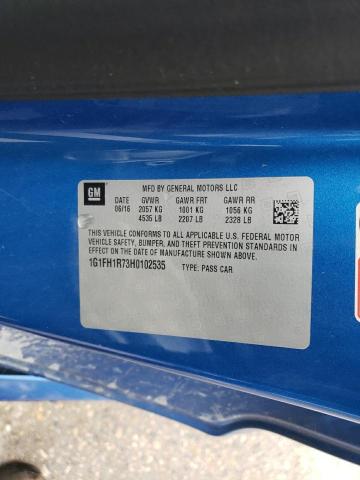 GM
MFD BY GENERAL MOTORS LLC
DATE GVWR GAWR FRT GAWR RR
06/16 2057 KG 1001 KG 1056 KG
4535 LB 2207 LB 2328 LB
THIS VEHICLE CONFORMS TO ALL APPLICABLE U.S. FEDERAL MOTOR
VEHICLE SAFETY, BUMPER, AND THEFT PREVENTION STANDARDS IN
EFFECT ON THE DATE OF MANUFACTURE SHOWN ABOVE.
1G1FH1R73H0102535 TYPE: PASS CAR